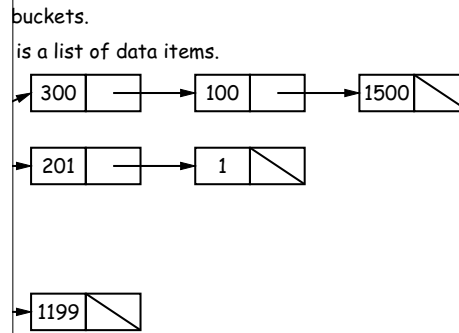 buckets.
is a list of data items.
300 100 1500
201 1
1199